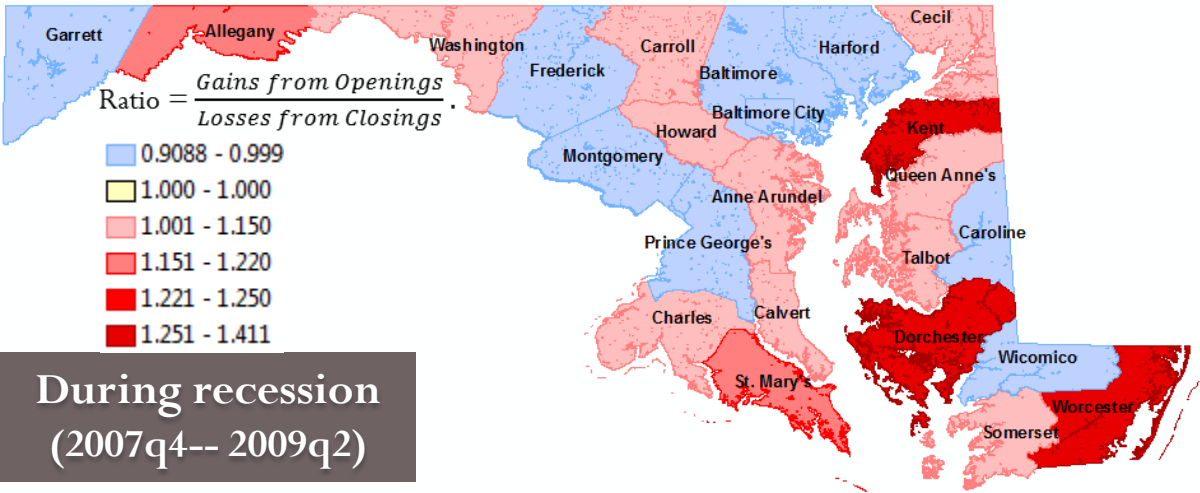 Garrett
Allegany
Washington
Frederick
Carroll
Baltimore
Harford
Cecil
Ratio = Gains from Openings / Losses from Closings .
Baltimore City
Howard
Kent
Montgomery
Queen Anne's
Anne Arundel
Prince George's
Caroline
Talbot
Charles
Calvert
Dorchester
Wicomico
St. Mary's
Worcester
Somerset
0.9088 - 0.999
1.000 - 1.000
1.001 - 1.150
1.151 - 1.220
1.221 - 1.250
1.251 - 1.411
During recession
(2007q4-- 2009q2)